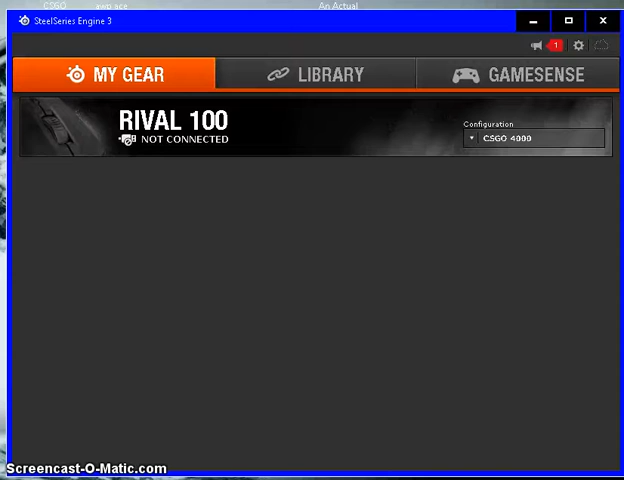 CSGO awp ace An Actual
SteelSeries Engine 3
1
MY GEAR LIBRARY GAMESENSE
RIVAL 100
NOT CONNECTED
Configuration
CSGO 4000
Screencast-O-Matic.com